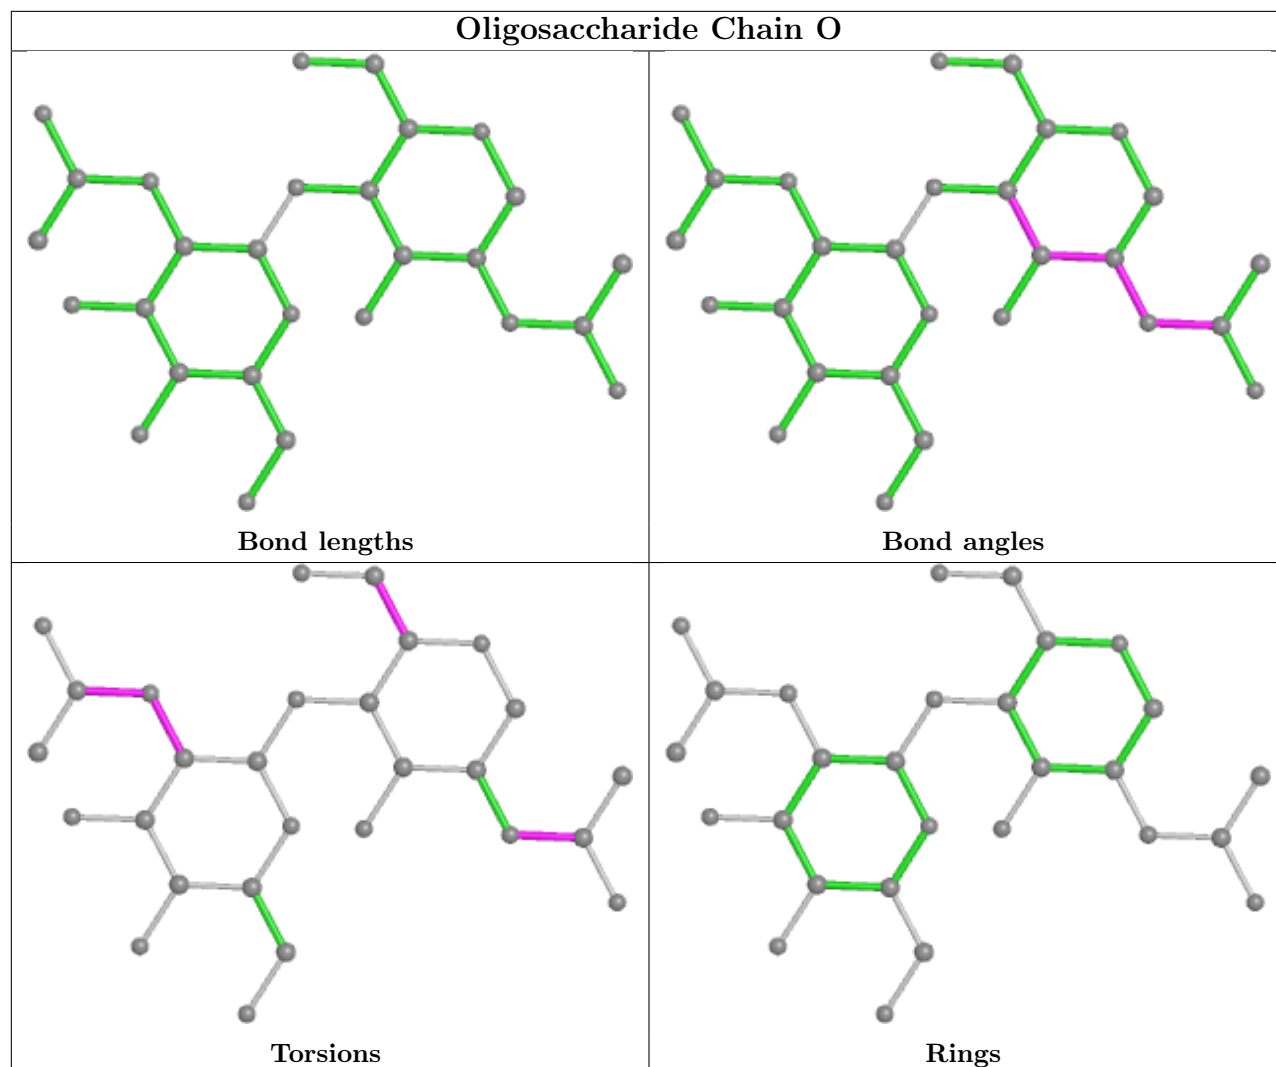 Oligosaccharide Chain O
Bond lengths
Bond angles
Torsions
Rings